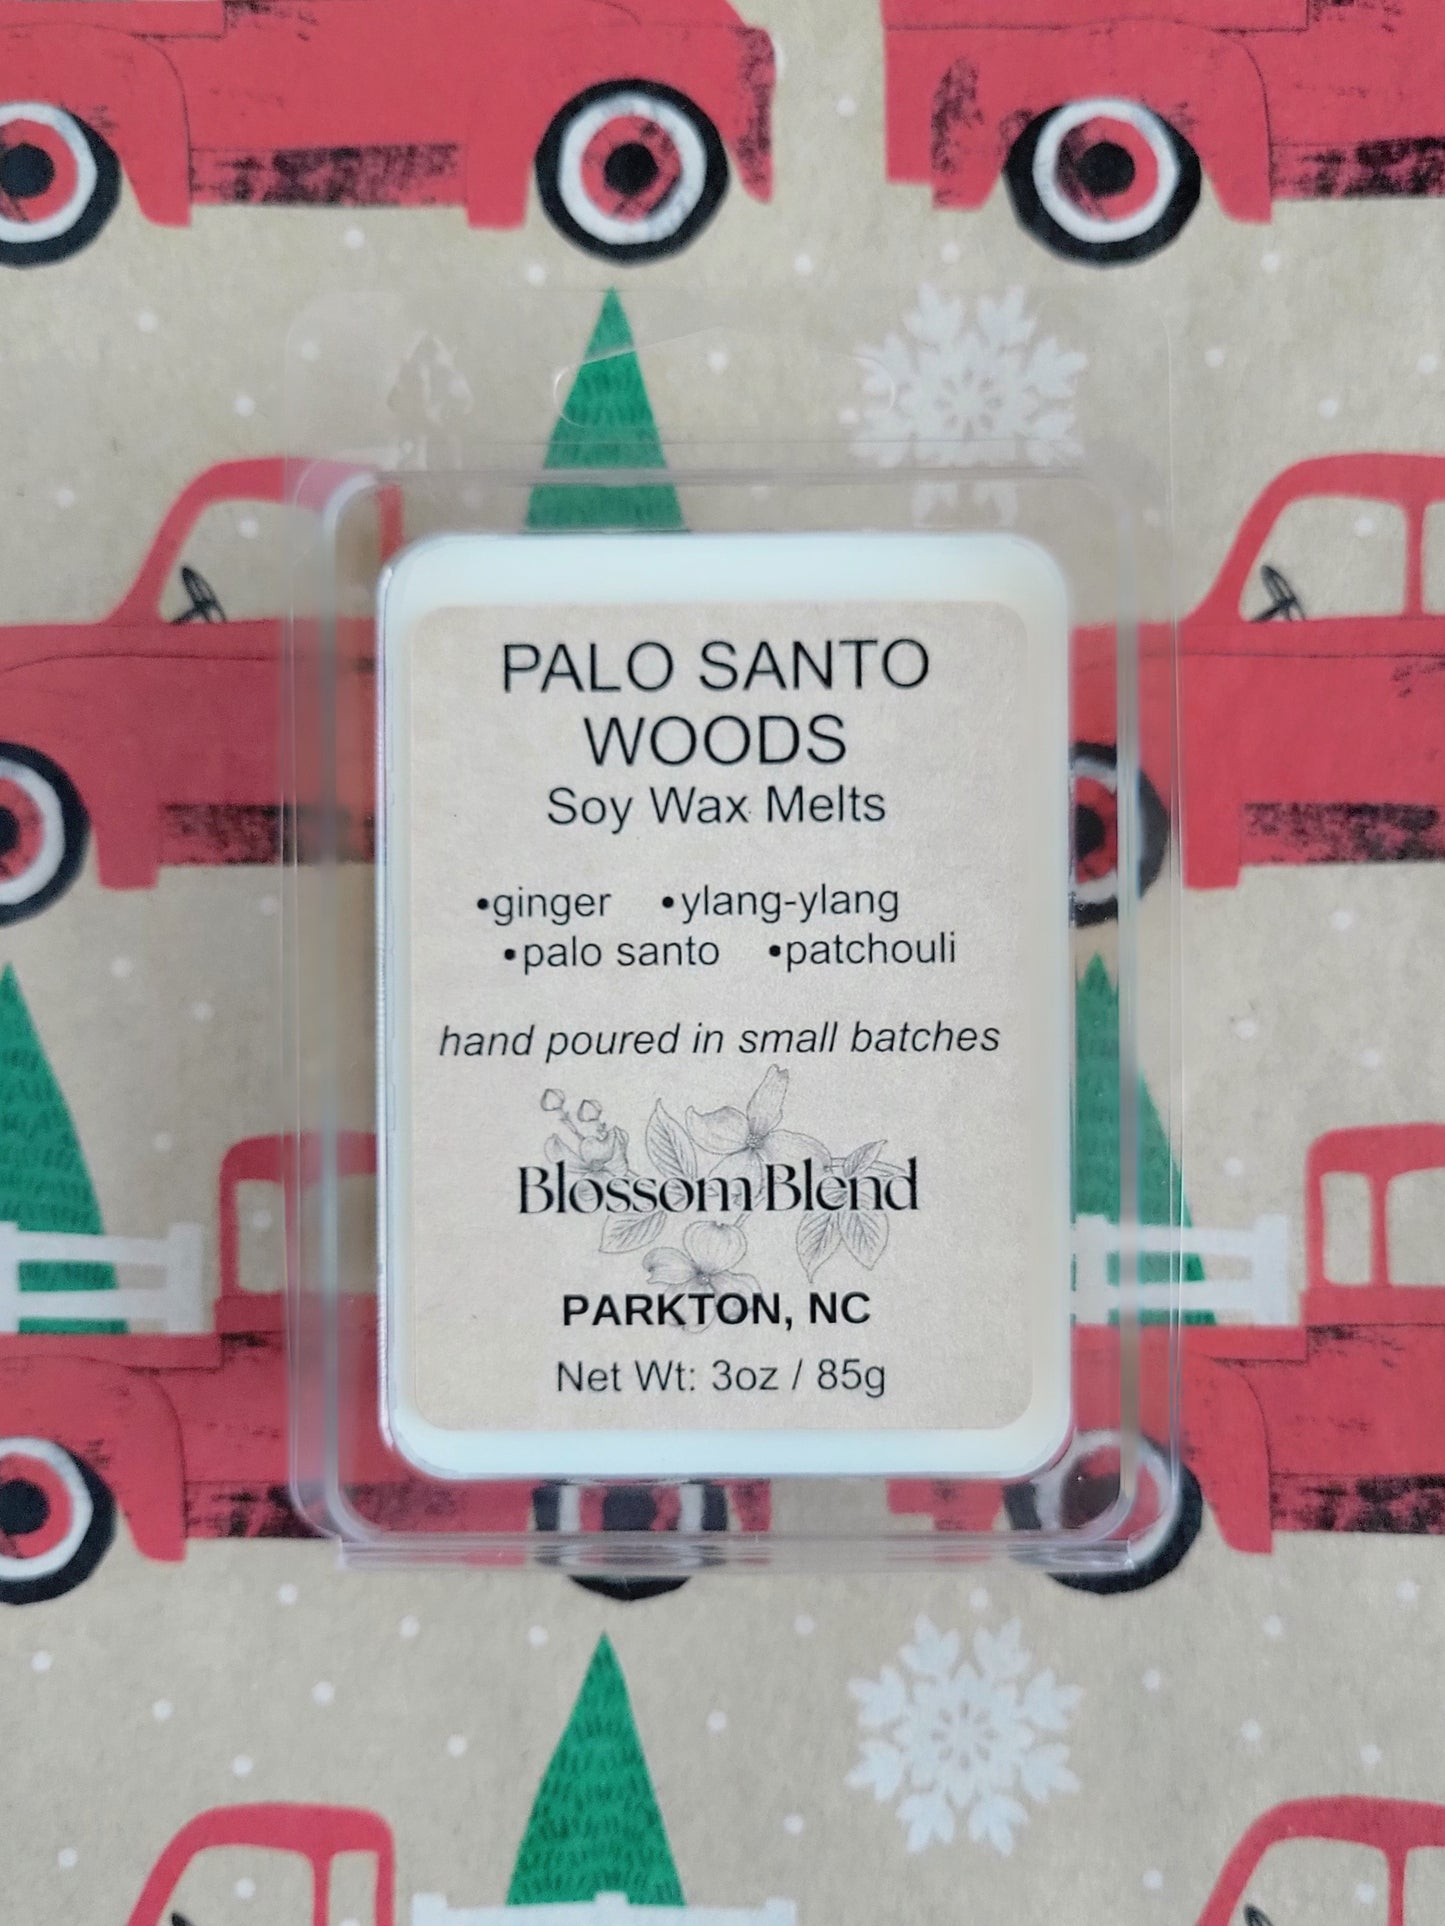 PALO SANTO
WOODS
Soy Wax Melts
•ginger •ylang-ylang
•palo santo •patchouli
hand poured in small batches
Blossom Blend
PARKTON, NC
Net Wt: 3oz / 85g